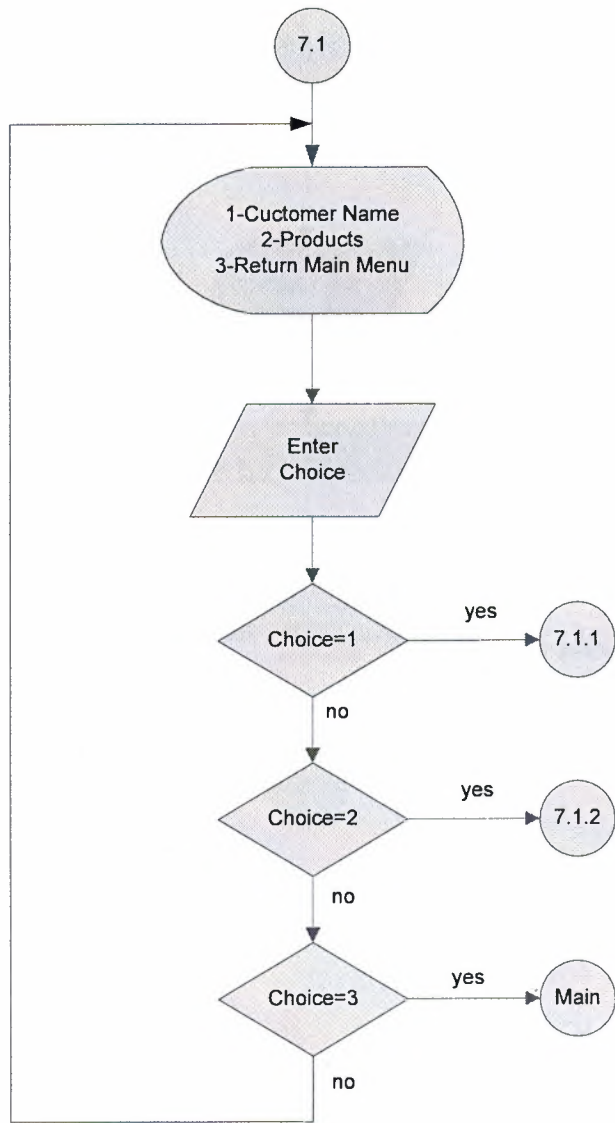 7.1
1-Cuctomer Name
2-Products
3-Return Main Menu
Enter
Choice
Choice=1
yes
7.1.1
no
Choice=2
yes
7.1.2
no
Choice=3
yes
Main
no